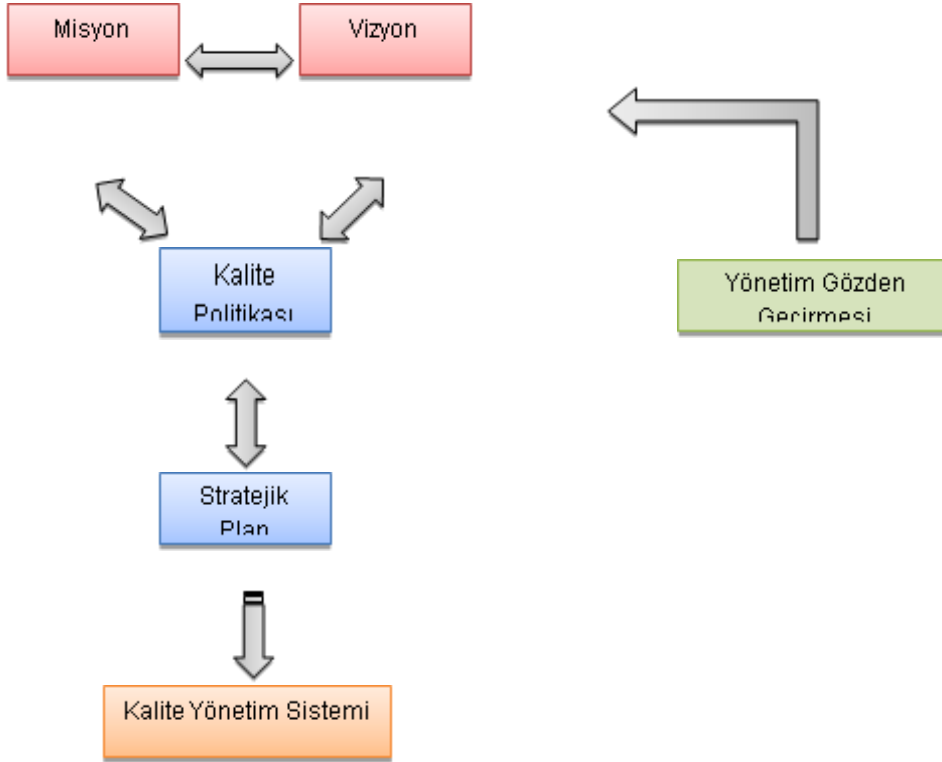 Misyon
Vizyon
Kalite
Politikası
Yönetim Gözden
Geçirmesi
Stratejik
Plan
Kalite Yönetim Sistemi